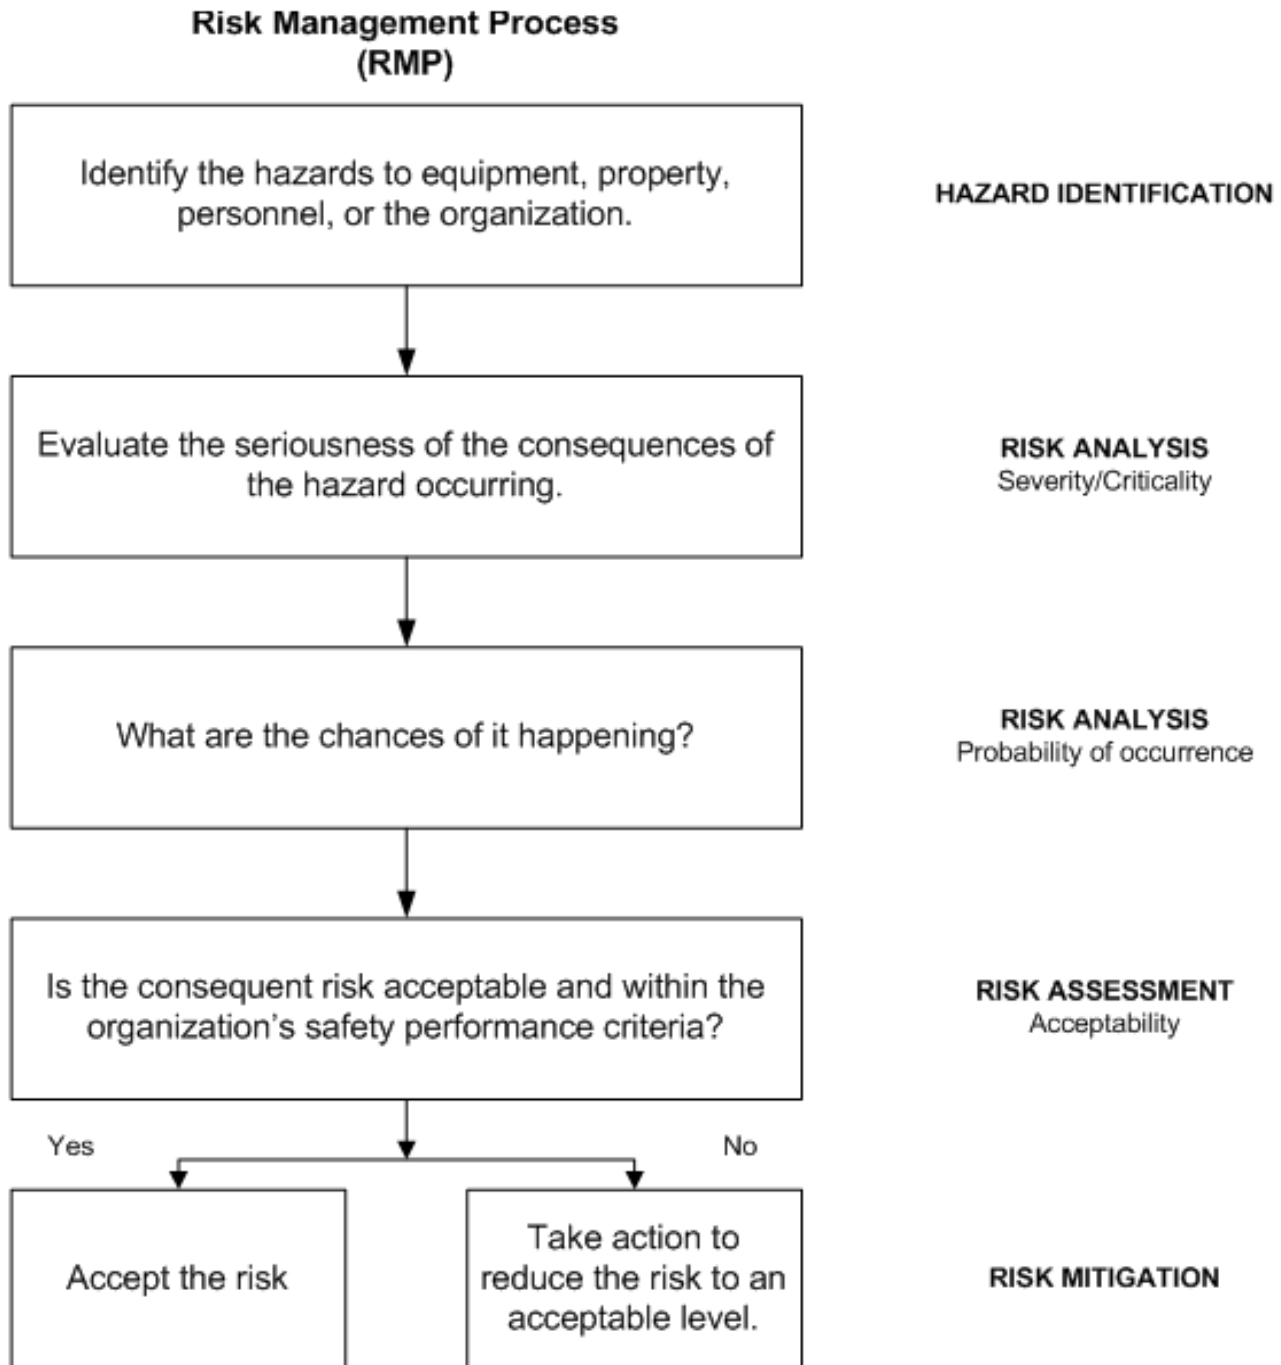 Risk Management Process
(RMP)
Identify the hazards to equipment, property,
personnel, or the organization.
HAZARD IDENTIFICATION
Evaluate the seriousness of the consequences of
the hazard occurring.
RISK ANALYSIS
Severity/Criticality
What are the chances of it happening?
RISK ANALYSIS
Probability of occurrence
Is the consequent risk acceptable and within the
organization’s safety performance criteria?
RISK ASSESSMENT
Acceptability
Yes
No
Accept the risk
Take action to
reduce the risk to an
acceptable level.
RISK MITIGATION